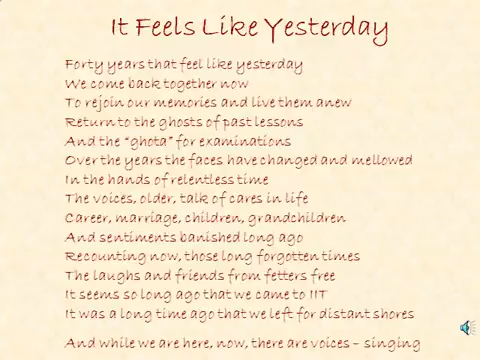 It Feels Like Yesterday
Forty years that feel like yesterday
We come back together now
To rejoin our memories and live them anew
Return to the ghosts of past lessons
And the “ghota” for examinations
Over the years the faces have changed and mellowed
In the hands of relentless time
The voices, older, talk of cares in life
Career, marriage, children, grandchildren
And sentiments banished long ago
Recounting now, those long forgotten times
The laughs and friends from fetters free
It seems so long ago that we came to IIT
It was a long time ago that we left for distant shores
And while we are here, now, there are voices – singing